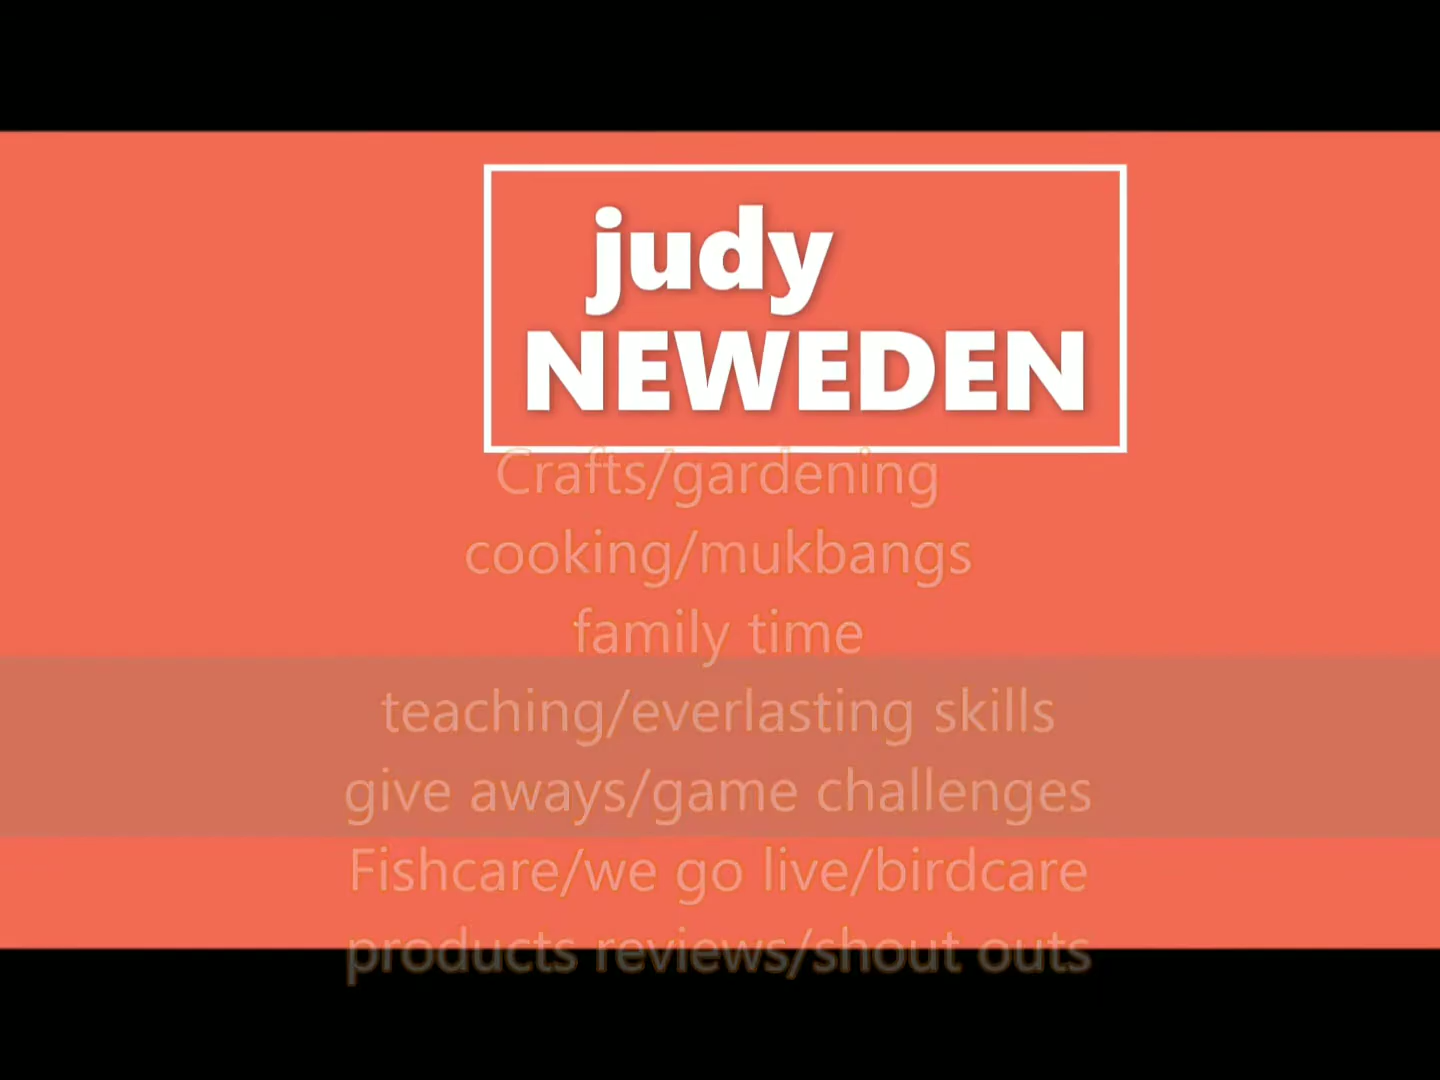 judy
NEWEDEN
Crafts/gardening
cooking/mukbangs
family time
teaching/everlasting skills
give aways/game challenges
Fishcare/we go live/birdcare
products reviews/shout outs